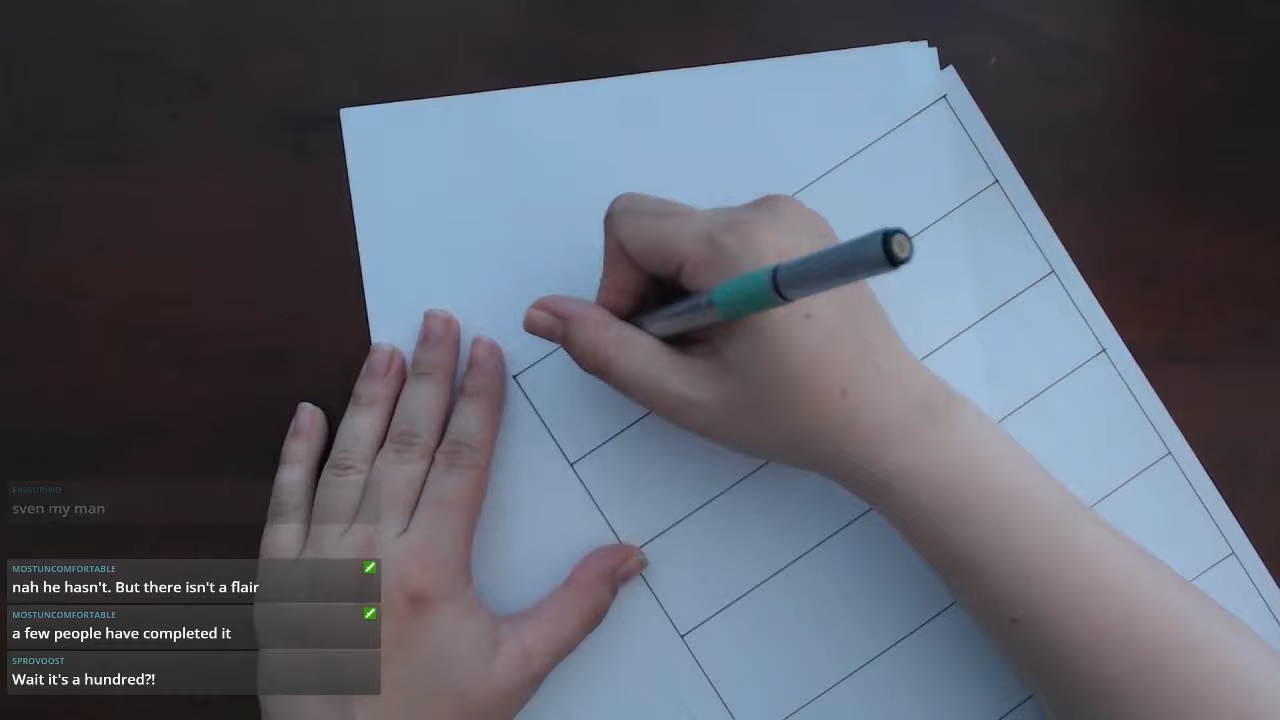 FIGGURINO
sven my man
MOSTUNCOMFORTABLE
nah he hasn't. But there isn't a flair
MOSTUNCOMFORTABLE
a few people have completed it
SPROVOOST
Wait it's a hundred?!